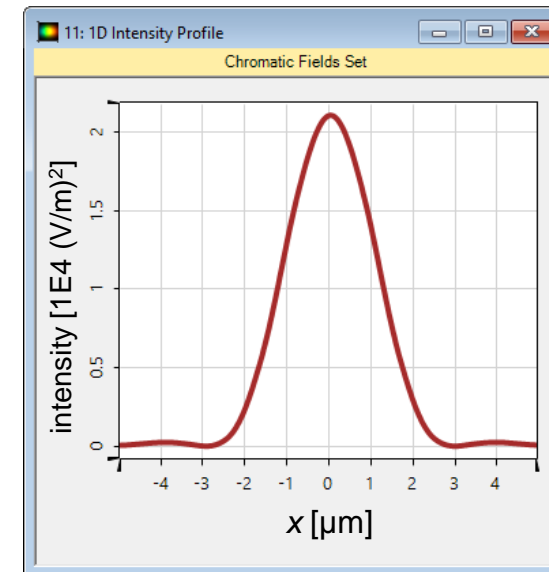 11: 1D Intensity Profile
Chromatic Fields Set
intensity [1E4 (V/m)²]
2
1.5
1
0.5
0
-4 -3 -2 -1 0 1 2 3 4
x [µm]